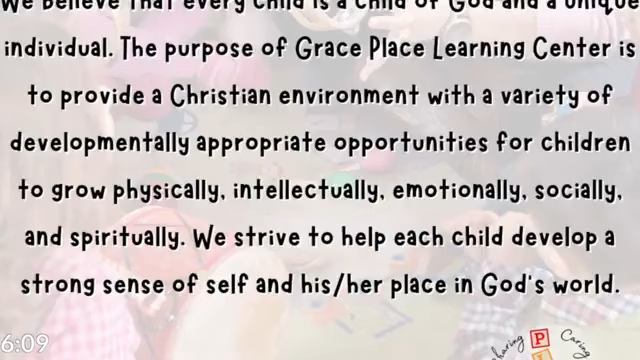 We believe that every child is a child of God and a unique
individual. The purpose of Grace Place Learning Center is
to provide a Christian environment with a variety of
developmentally appropriate opportunities for children
to grow physically, intellectually, emotionally, socially,
and spiritually. We strive to help each child develop a
strong sense of self and his/her place in God's world.
6:09
Sharing P Caring